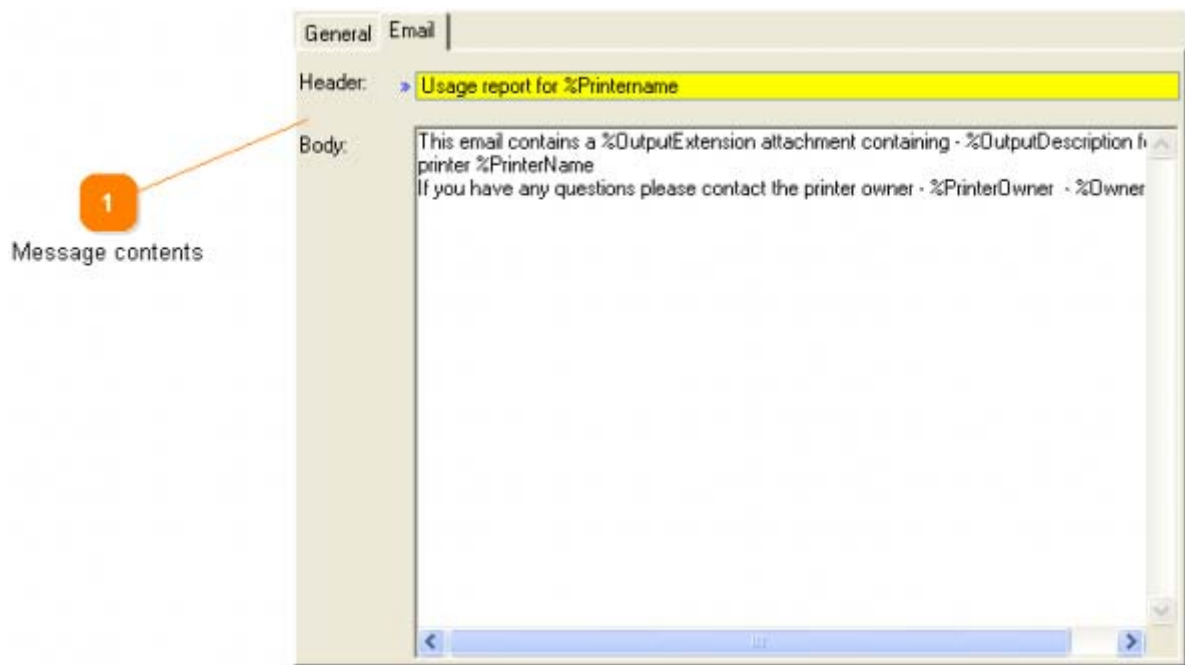 General Email
Header: » Usage report for %Printername
Body: This email contains a %OutputExtension attachment containing - %OutputDescription
printer %PrinterName
If you have any questions please contact the printer owner - %PrinterOwner - %Owner
1
Message contents